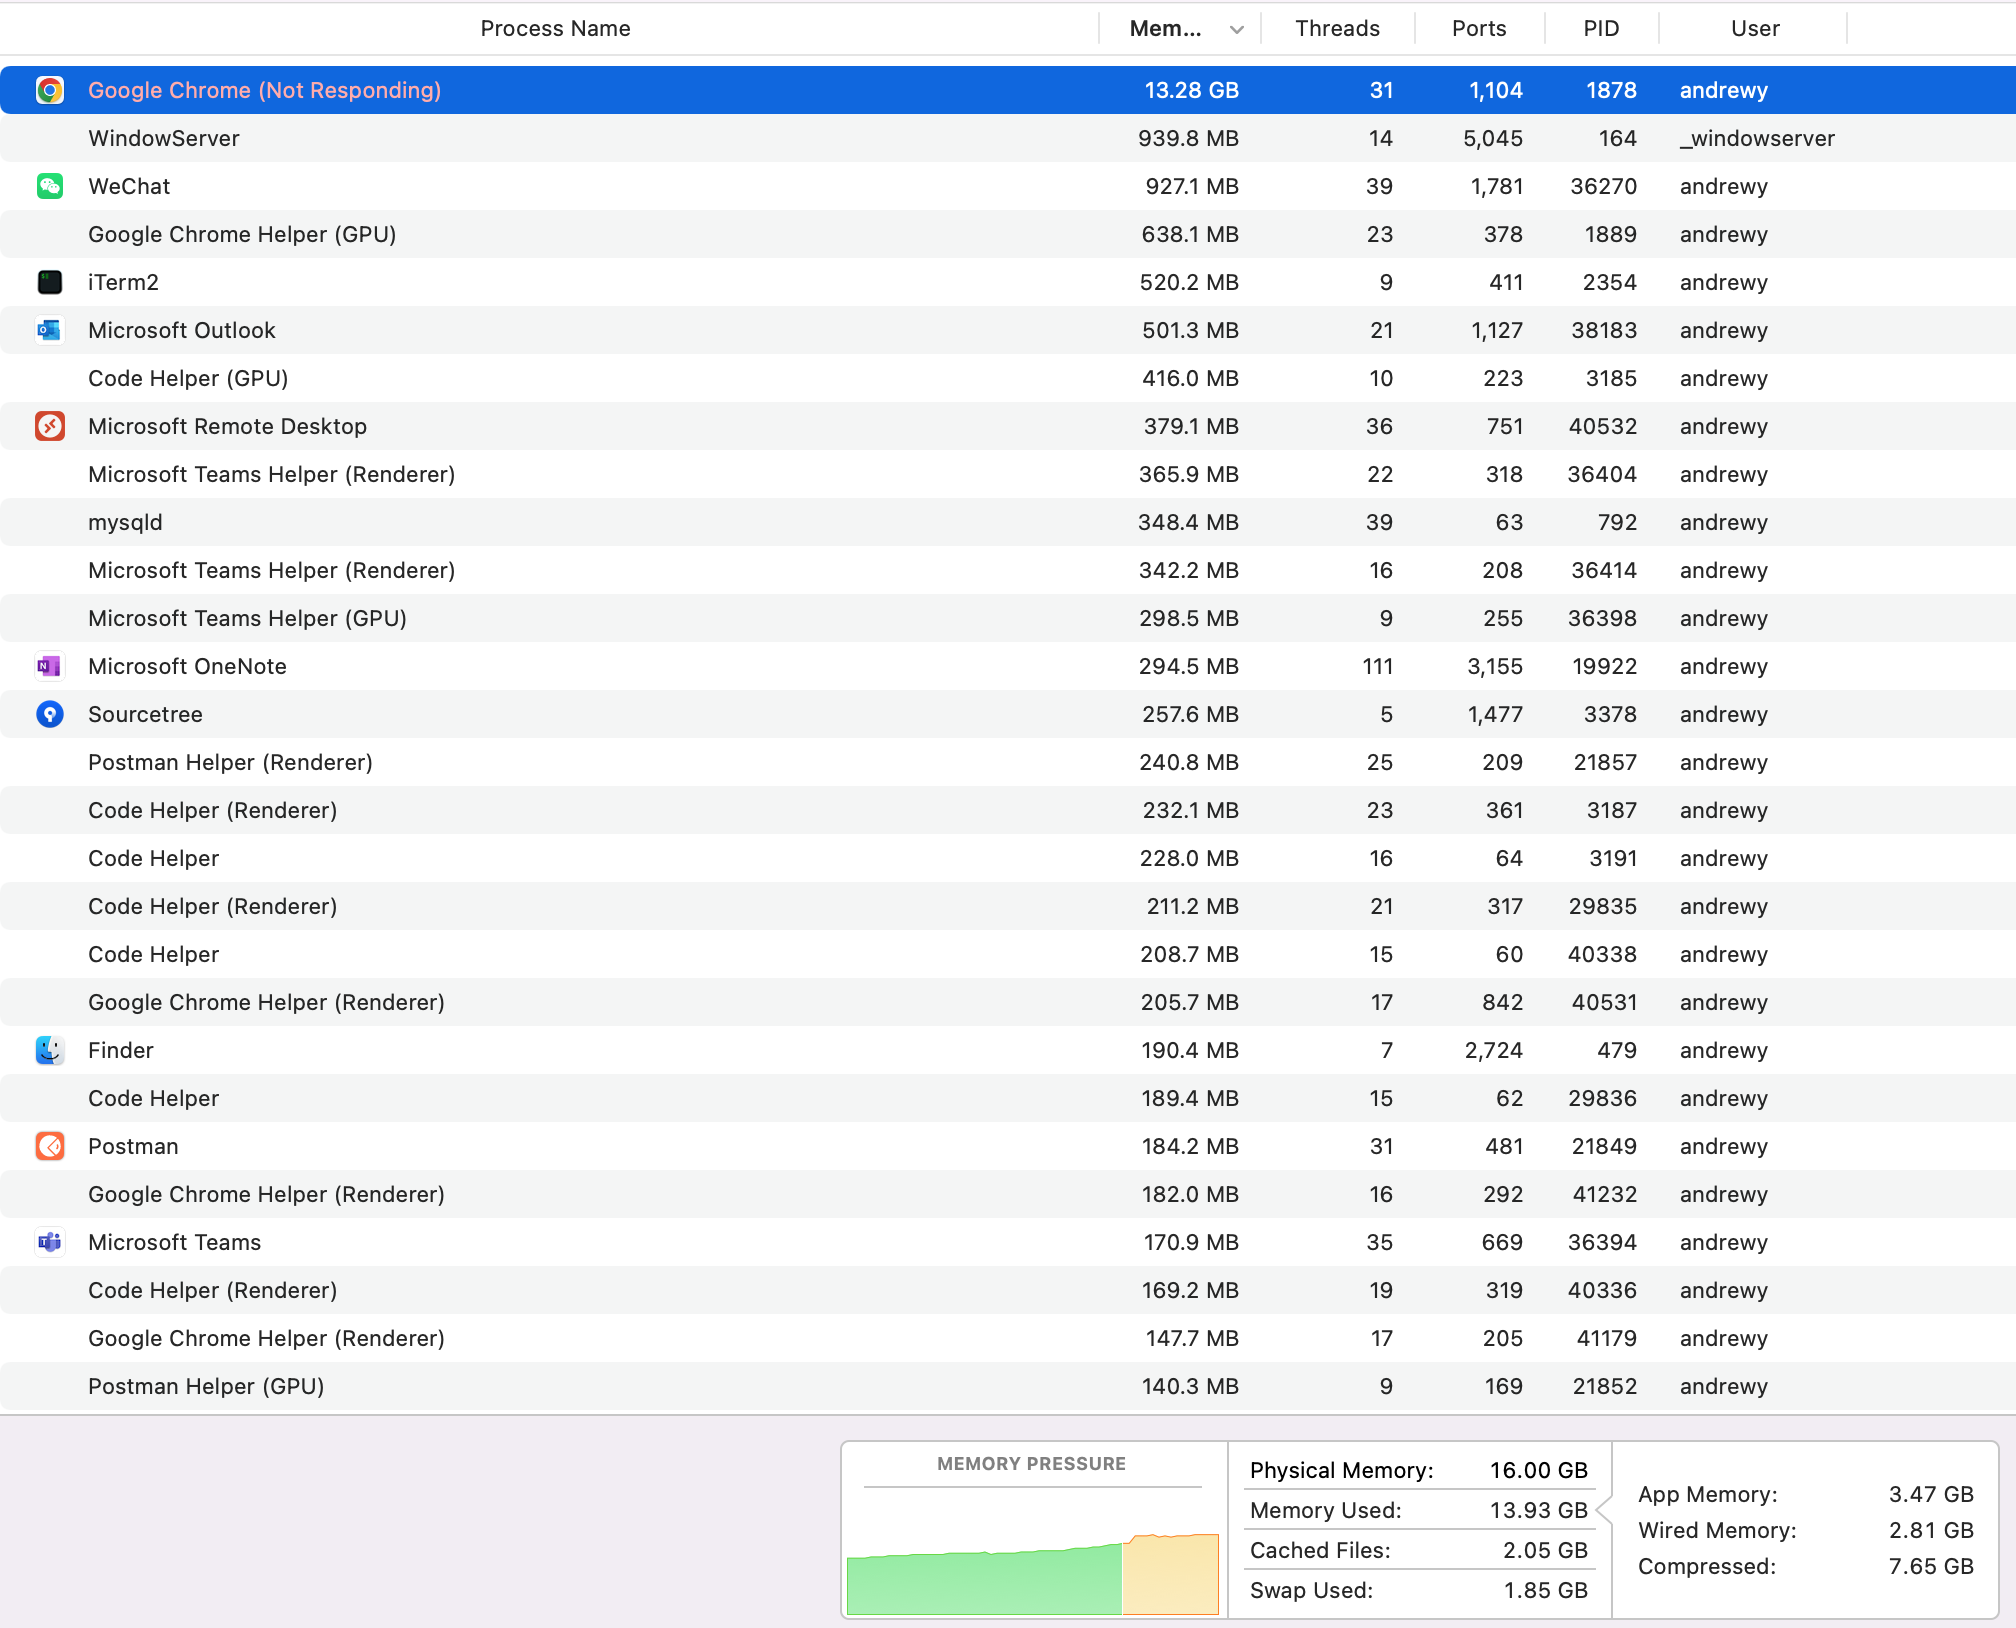 Process Name Mem... Threads Ports PID User
Google Chrome (Not Responding) 13.28 GB 31 1,104 1878 andrewy
WindowServer 939.8 MB 14 5,045 164 _windowserver
WeChat 927.1 MB 39 1,781 36270 andrewy
Google Chrome Helper (GPU) 638.1 MB 23 378 1889 andrewy
iTerm2 520.2 MB 9 411 2354 andrewy
Microsoft Outlook 501.3 MB 21 1,127 38183 andrewy
Code Helper (GPU) 416.0 MB 10 223 3185 andrewy
Microsoft Remote Desktop 379.1 MB 36 751 40532 andrewy
Microsoft Teams Helper (Renderer) 365.9 MB 22 318 36404 andrewy
mysqld 348.4 MB 39 63 792 andrewy
Microsoft Teams Helper (Renderer) 342.2 MB 16 208 36414 andrewy
Microsoft Teams Helper (GPU) 298.5 MB 9 255 36398 andrewy
Microsoft OneNote 294.5 MB 111 3,155 19922 andrewy
Sourcetree 257.6 MB 5 1,477 3378 andrewy
Postman Helper (Renderer) 240.8 MB 25 209 21857 andrewy
Code Helper (Renderer) 232.1 MB 23 361 3187 andrewy
Code Helper 228.0 MB 16 64 3191 andrewy
Code Helper (Renderer) 211.2 MB 21 317 29835 andrewy
Code Helper 208.7 MB 15 60 40338 andrewy
Google Chrome Helper (Renderer) 205.7 MB 17 842 40531 andrewy
Finder 190.4 MB 7 2,724 479 andrewy
Code Helper 189.4 MB 15 62 29836 andrewy
Postman 184.2 MB 31 481 21849 andrewy
Google Chrome Helper (Renderer) 182.0 MB 16 292 41232 andrewy
Microsoft Teams 170.9 MB 35 669 36394 andrewy
Code Helper (Renderer) 169.2 MB 19 319 40336 andrewy
Google Chrome Helper (Renderer) 147.7 MB 17 205 41179 andrewy
Postman Helper (GPU) 140.3 MB 9 169 21852 andrewy
MEMORY PRESSURE
Physical Memory: 16.00 GB
Memory Used: 13.93 GB
Cached Files: 2.05 GB
Swap Used: 1.85 GB
App Memory: 3.47 GB
Wired Memory: 2.81 GB
Compressed: 7.65 GB